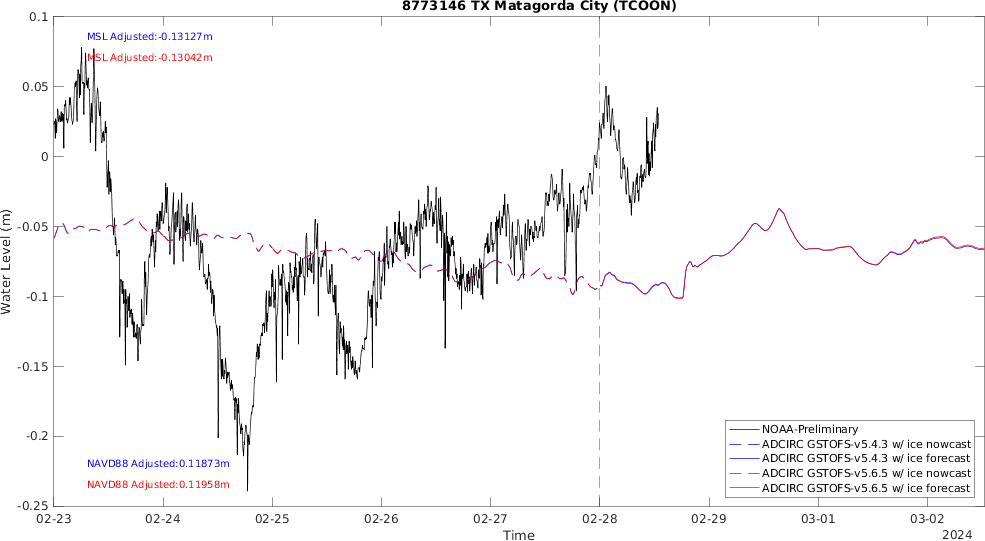 8773146 TX Matagorda City (TCOON)
0.1
MSL Adjusted:-0.13127m
MSL Adjusted:-0.13042m
0.05
0
-0.05
-0.1
-0.15
-0.2
-0.25
Water Level (m)
NAVD88 Adjusted:0.11873m
NAVD88 Adjusted:0.11958m
NOAA-Preliminary
ADCIRC GSTOFS-v5.4.3 w/ ice nowcast
ADCIRC GSTOFS-v5.4.3 w/ ice forecast
ADCIRC GSTOFS-v5.6.5 w/ ice nowcast
ADCIRC GSTOFS-v5.6.5 w/ ice forecast
02-23 02-24 02-25 02-26 02-27 02-28 02-29 03-01 03-02
Time
2024